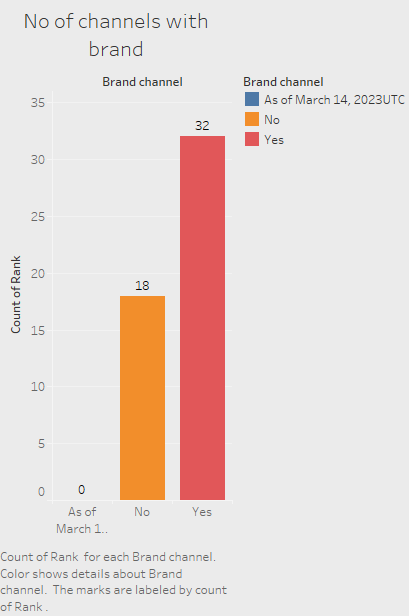 No of channels with
brand
Brand channel
Brand channel
As of March 14, 2023UTC
No
Yes
35
30
25
20
15
10
5
0
Count of Rank
32
18
0
As of
March 1..
No
Yes
Count of Rank for each Brand channel.
Color shows details about Brand
channel. The marks are labeled by count
of Rank .